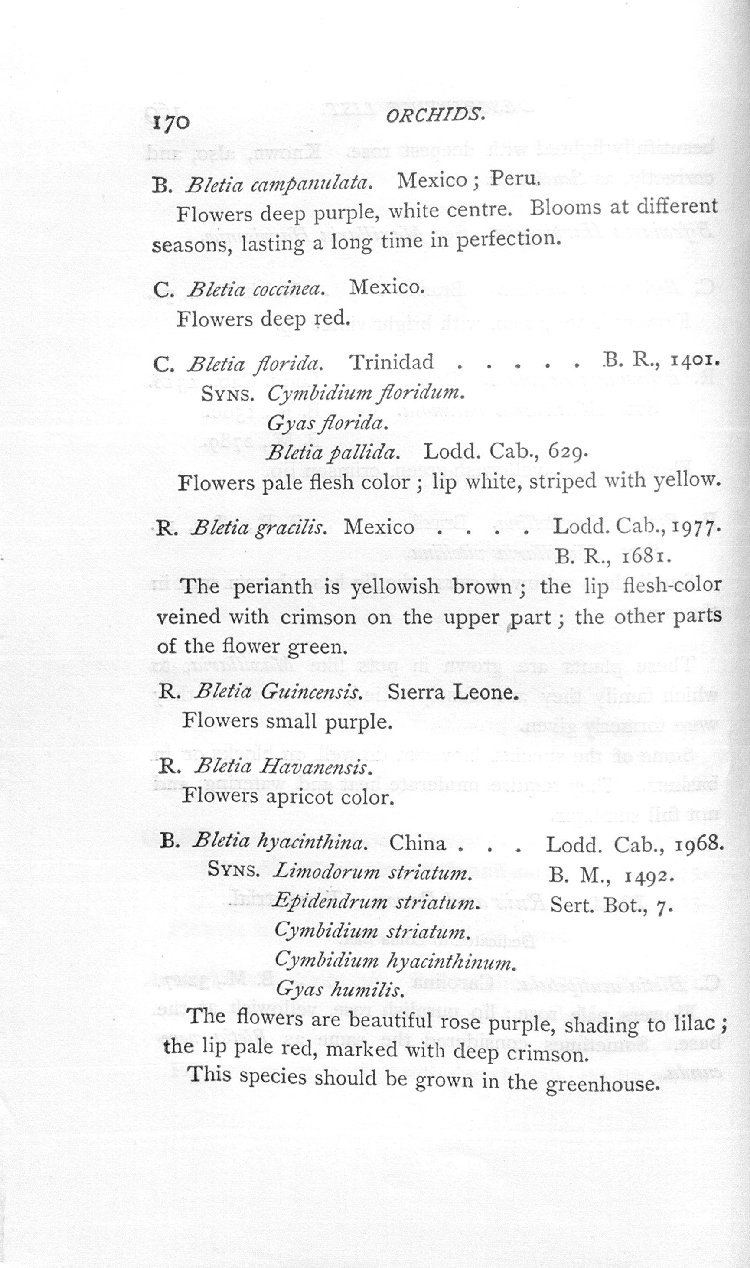 170 ORCHIDS.
B. Bletia campanulata. Mexico; Peru.
Flowers deep purple, white centre. Blooms at different
seasons, lasting a long time in perfection.
C. Bletia coccinea. Mexico.
Flowers deep red.
C. Bletia florida. Trinidad . . . . . B. R., 1401.
SYNS. Cymbidium floridum.
Gyas florida.
Bletia pallida. Lodd. Cab., 629.
Flowers pale flesh color; lip white, striped with yellow.
R. Bletia gracilis. Mexico . . . . Lodd. Cab., 1977.
B. R., 1681.
The perianth is yellowish brown; the lip flesh-color
veined with crimson on the upper part; the other parts
of the flower green.
R. Bletia Guincensis. Sierra Leone.
Flowers small purple.
R. Bletia Havanensis.
Flowers apricot color.
B. Bletia hyacinthina. China . . . Lodd. Cab., 1968.
SYNS. Limodorum striatum. B. M., 1492.
Epidendrum striatum. Sert. Bot., 7.
Cymbidium striatum.
Cymbidium hyacinthinum.
Gyas humilis.
The flowers are beautiful rose purple, shading to lilac;
the lip pale red, marked with deep crimson.
This species should be grown in the greenhouse.